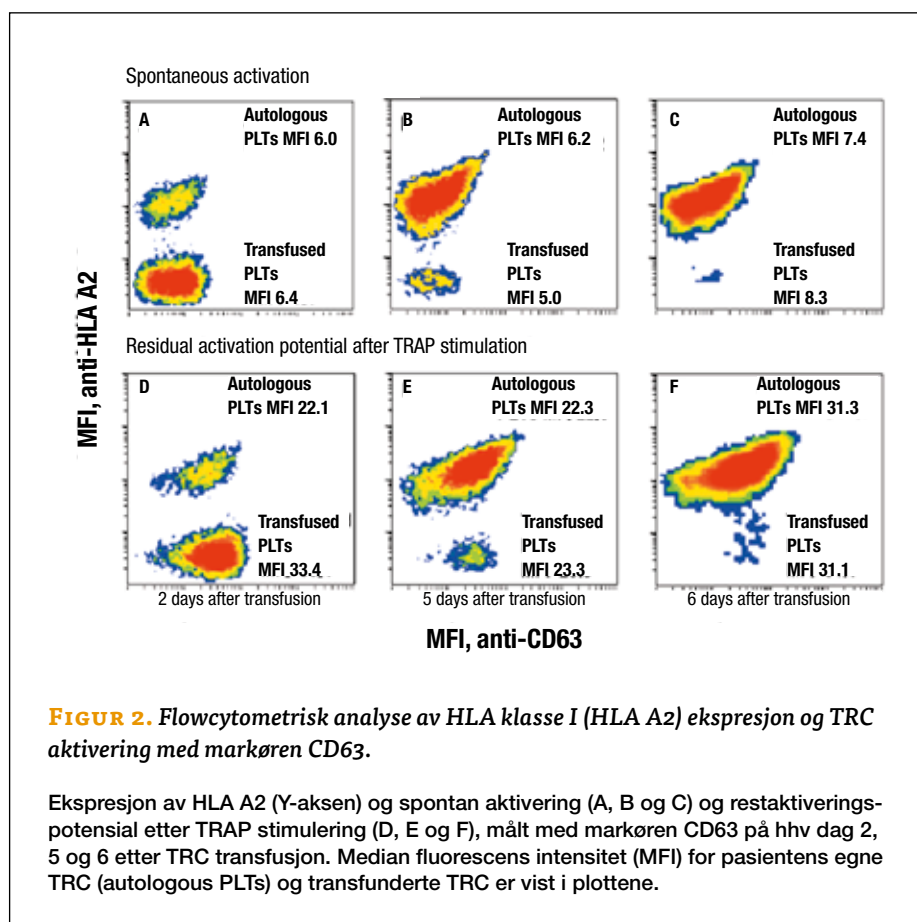 Spontaneous activation
A
Autologous
PLTs MFI 6.0
Transfused
PLTs
MFI 6.4
B
Autologous
PLTs MFI 6.2
Transfused
PLTs
MFI 5.0
C
Autologous
PLTs MFI 7.4
Transfused
PLTs
MFI 8.3
MFI, anti-HLA A2
Residual activation potential after TRAP stimulation
D
Autologous
PLTs MFI 22.1
Transfused
PLTs
MFI 33.4
E
Autologous
PLTs MFI 22.3
Transfused
PLTs
MFI 23.3
F
Autologous
PLTs MFI 31.3
Transfused
PLTs
MFI 31.1
2 days after transfusion
5 days after transfusion
6 days after transfusion
MFI, anti-CD63
FIGUR 2. Flowcytometrisk analyse av HLA klasse I (HLA A2) ekspresjon og TRC
aktivering med markøren CD63.
Ekspresjon av HLA A2 (Y-aksen) og spontan aktivering (A, B og C) og restaktiverings-
potensial etter TRAP stimulering (D, E og F), målt med markøren CD63 på hhv dag 2,
5 og 6 etter TRC transfusjon. Median fluorescens intensitet (MFI) for pasientens egne
TRC (autologous PLTs) og transfunderte TRC er vist i plottene.